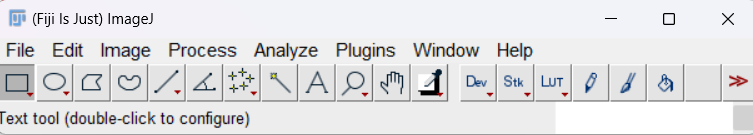 (Fiji Is Just) ImageJ
File Edit Image Process Analyze Plugins Window Help
A Dev Stk LUT >>
Text tool (double-click to configure)